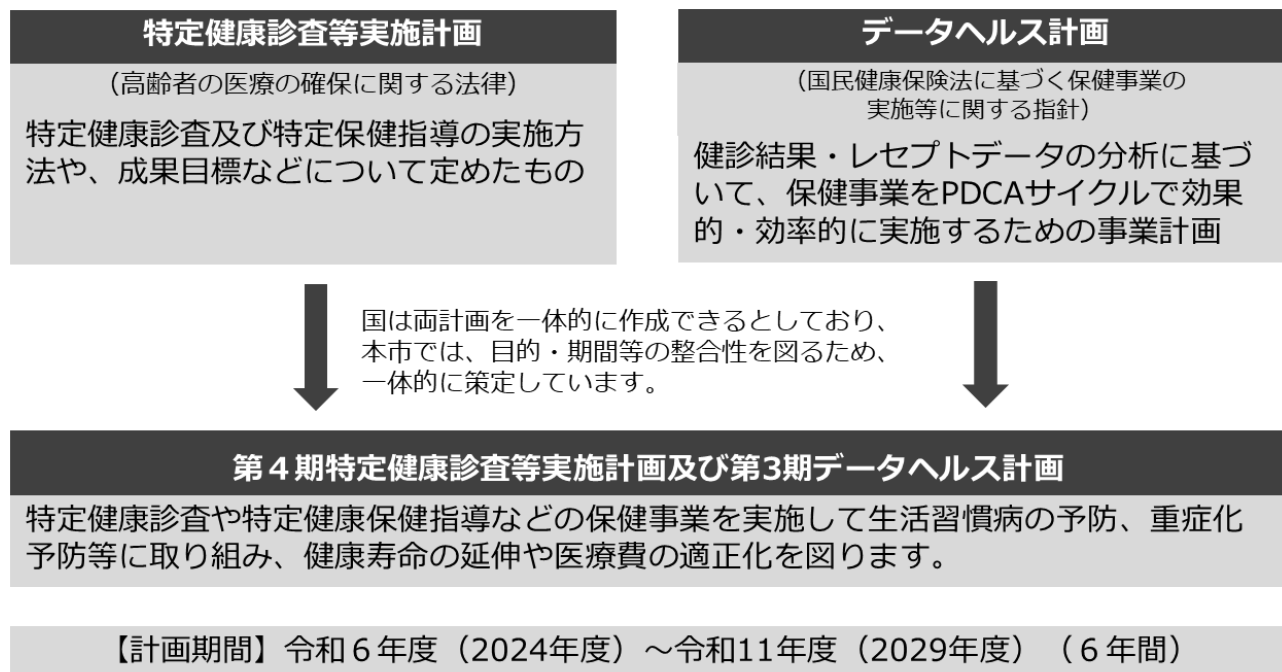 特定健康診査等実施計画
（高齢者の医療の確保に関する法律）
特定健康診査及び特定保健指導の実施方
法や、成果目標などについて定めたもの
データヘルス計画
（国民健康保険法に基づく保健事業の
実施等に関する指針）
健診結果・レセプトデータの分析に基づ
いて、保健事業をPDCAサイクルで効果
的・効率的に実施するための事業計画
国は両計画を一体的に作成できるとしており、
本市では、目的・期間等の整合性を図るため、
一体的に策定しています。
第４期特定健康診査等実施計画及び第3期データヘルス計画
特定健康診査や特定健康保健指導などの保健事業を実施して生活習慣病の予防、重症化
予防等に取り組み、健康寿命の延伸や医療費の適正化を図ります。
【計画期間】令和６年度（2024年度）～令和11年度（2029年度）（６年間）